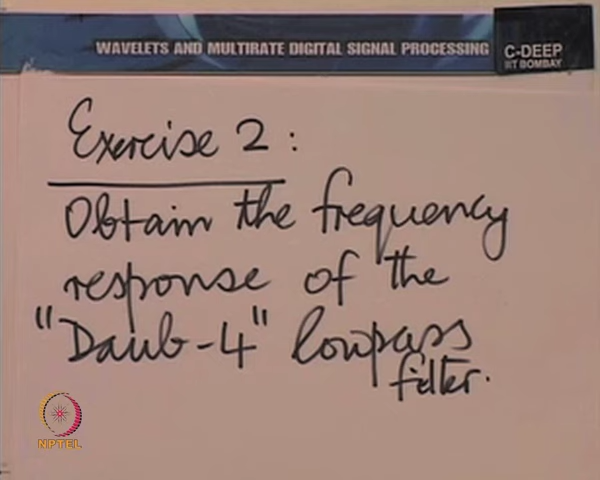 WAVELETS AND MULTIRATE DIGITAL SIGNAL PROCESSING
C-DEEP
IIT BOMBAY
Exercise 2:
Obtain the frequency
response of the
"Daub-4" lowpass
filter.
NPTEL